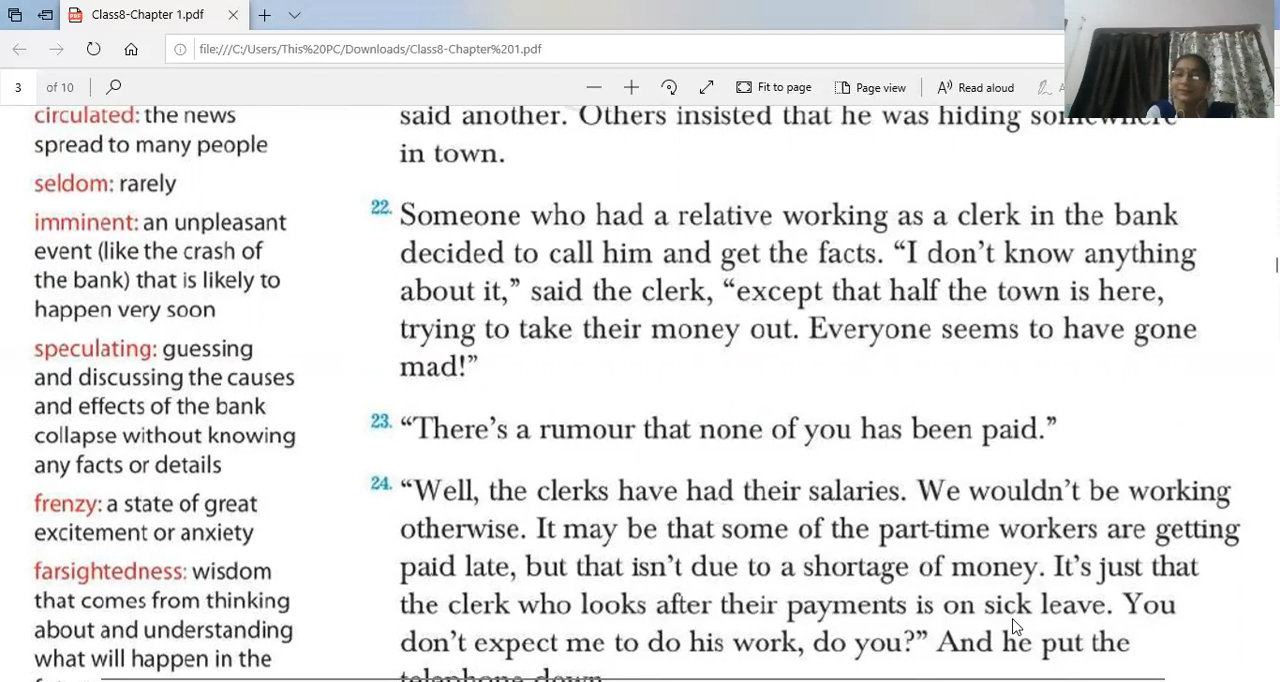 Class8-Chapter 1.pdf
file:///C:/Users/This%20PC/Downloads/Class8-Chapter%201.pdf
3 of 10
Fit to page
Page view
Read aloud
circulated: the news
spread to many people
seldom: rarely
imminent: an unpleasant
event (like the crash of
the bank) that is likely to
happen very soon
speculating: guessing
and discussing the causes
and effects of the bank
collapse without knowing
any facts or details
frenzy: a state of great
excitement or anxiety
farsightedness: wisdom
that comes from thinking
about and understanding
what will happen in the
said another. Others insisted that he was hiding somewhere
in town.
22. Someone who had a relative working as a clerk in the bank
decided to call him and get the facts. “I don’t know anything
about it,” said the clerk, “except that half the town is here,
trying to take their money out. Everyone seems to have gone
mad!”
23. “There’s a rumour that none of you has been paid.”
24. “Well, the clerks have had their salaries. We wouldn’t be working
otherwise. It may be that some of the part-time workers are getting
paid late, but that isn’t due to a shortage of money. It’s just that
the clerk who looks after their payments is on sick leave. You
don’t expect me to do his work, do you?” And he put the
telephone down